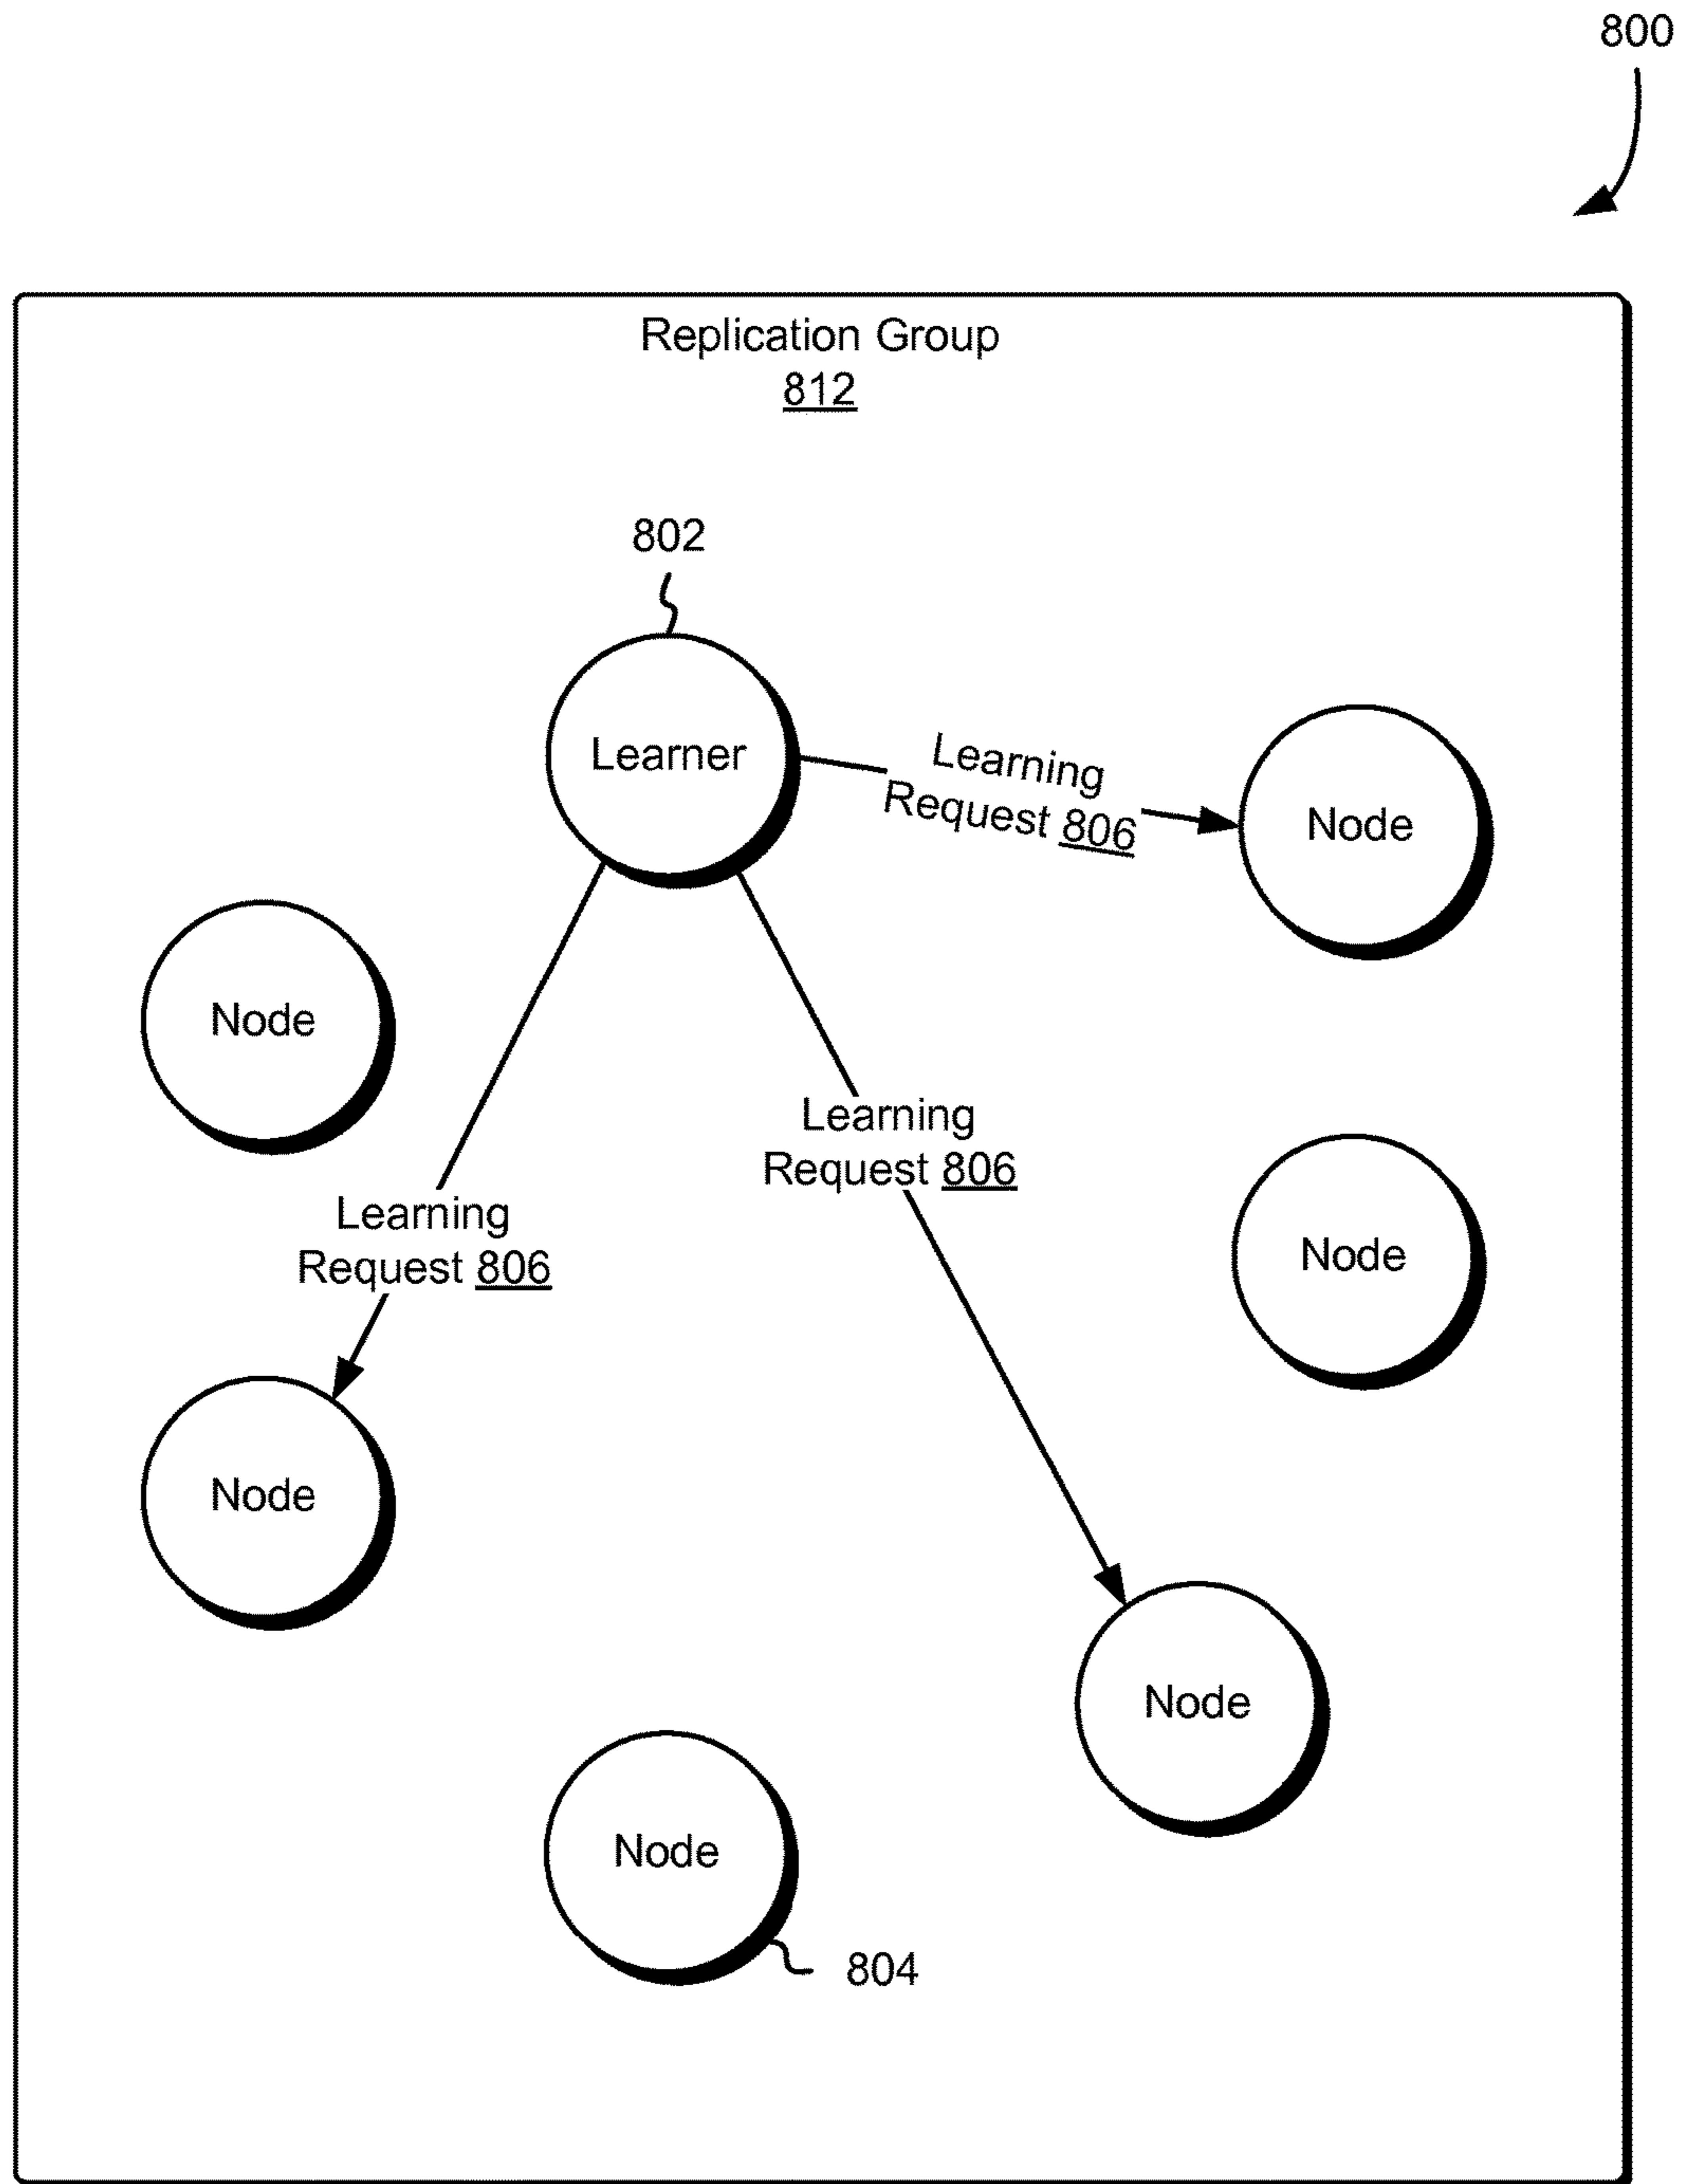 800
Replication Group
812
802
Learner
Learning
Request 806
Node
Node
Learning
Request 806
Learning
Request 806
Node
Node
Node
Node
804